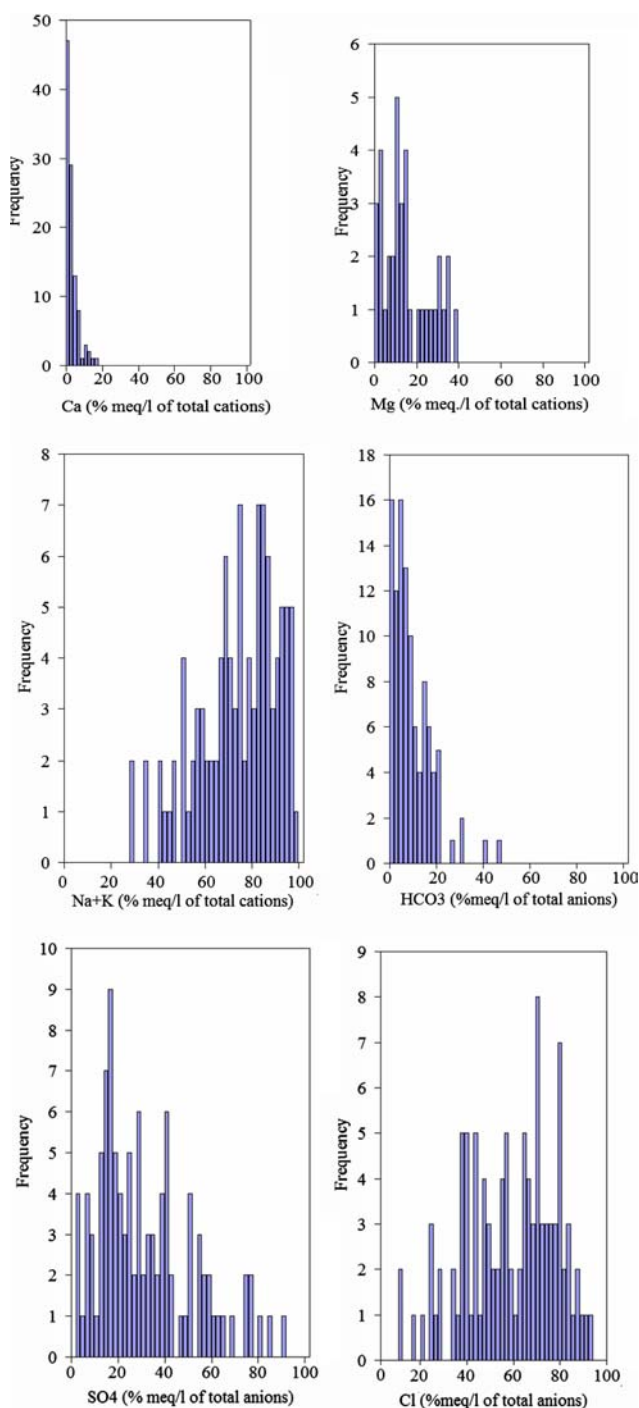 50
40
30
20
10
0
Frequency
0 20 40 60 80 100
Ca (% meq/l of total cations)
6
5
4
3
2
1
0
Frequency
0 20 40 60 80 100
Mg (% meq./l of total cations)
8
7
6
5
4
3
2
1
0
Frequency
0 20 40 60 80 100
Na+K (% meq/l of total cations)
18
16
14
12
10
8
6
4
2
0
Frequency
0 20 40 60 80 100
HCO3 (%meq/l of total anions)
10
9
8
7
6
5
4
3
2
1
0
Frequency
0 20 40 60 80 100
SO4 (% meq/l of total anions)
9
8
7
6
5
4
3
2
1
0
Frequency
0 20 40 60 80 100
Cl (%meq/l of total anions)